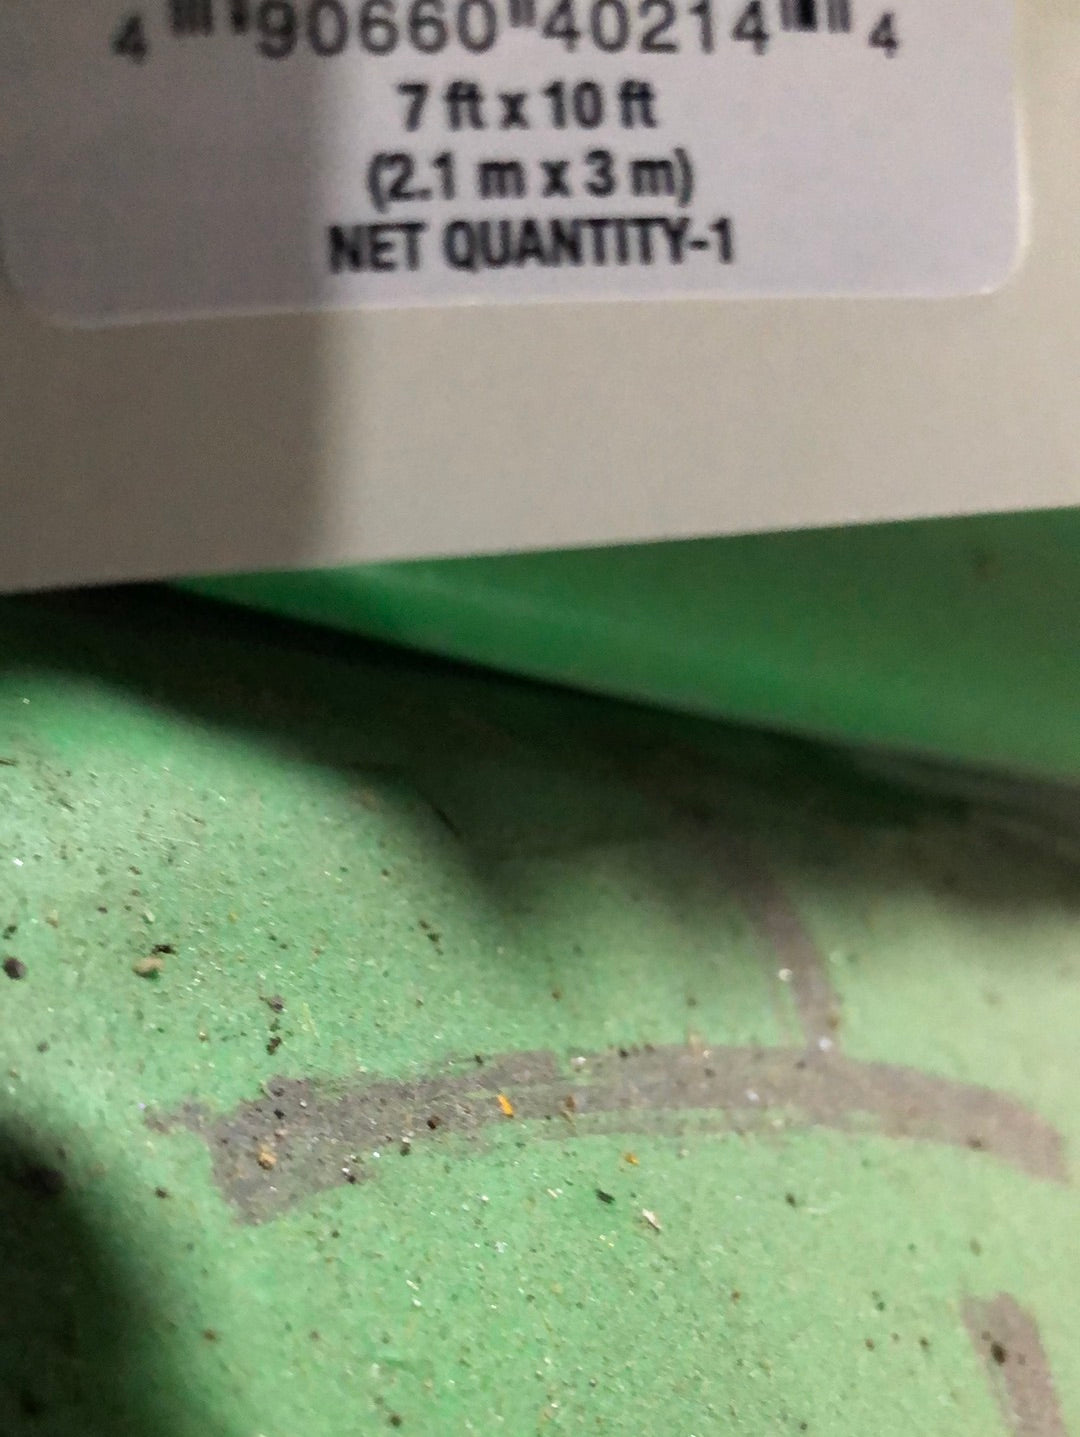 4 90660 40214 4
7 ft x 10 ft
(2.1 m x 3 m)
NET QUANTITY-1